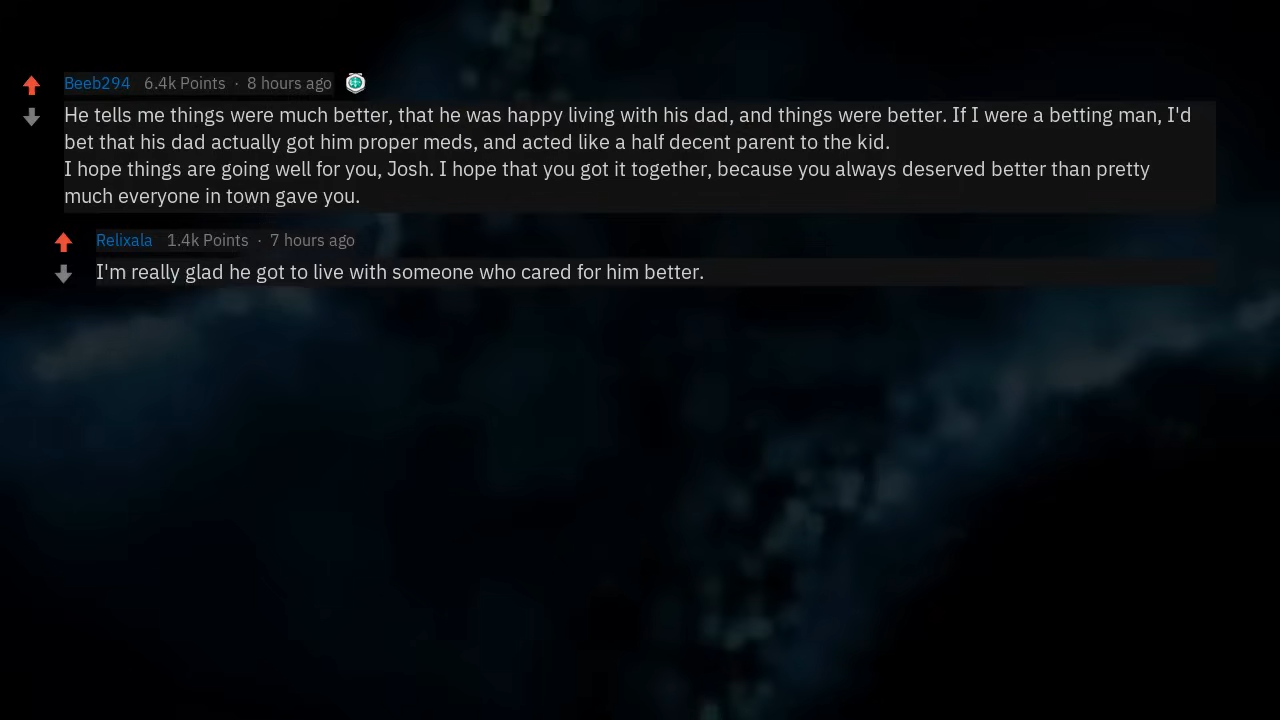 Beeb294 6.4k Points · 8 hours ago
He tells me things were much better, that he was happy living with his dad, and things were better. If I were a betting man, I'd
bet that his dad actually got him proper meds, and acted like a half decent parent to the kid.
I hope things are going well for you, Josh. I hope that you got it together, because you always deserved better than pretty
much everyone in town gave you.
Relixala 1.4k Points · 7 hours ago
I'm really glad he got to live with someone who cared for him better.